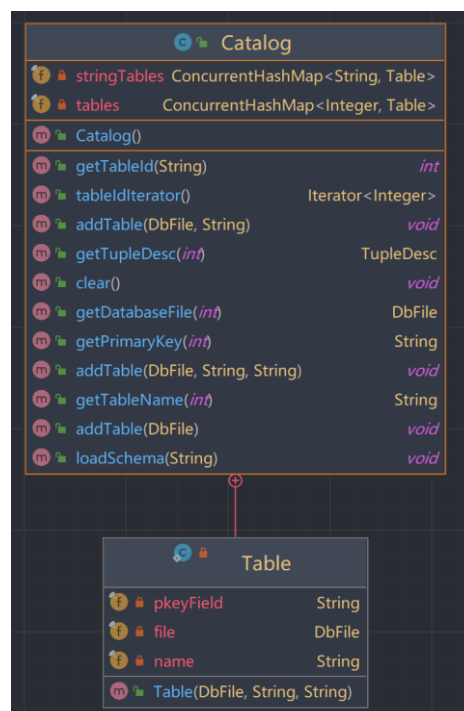 Catalog
stringTables ConcurrentHashMap<String, Table>
tables ConcurrentHashMap<Integer, Table>
Catalog()
getTableId(String) int
tableIdIterator() Iterator<Integer>
addTable(DbFile, String) void
getTupleDesc(int) TupleDesc
clear() void
getDatabaseFile(int) DbFile
getPrimaryKey(int) String
addTable(DbFile, String, String) void
getTableName(int) String
addTable(DbFile) void
loadSchema(String) void
Table
pkeyField String
file DbFile
name String
Table(DbFile, String, String)